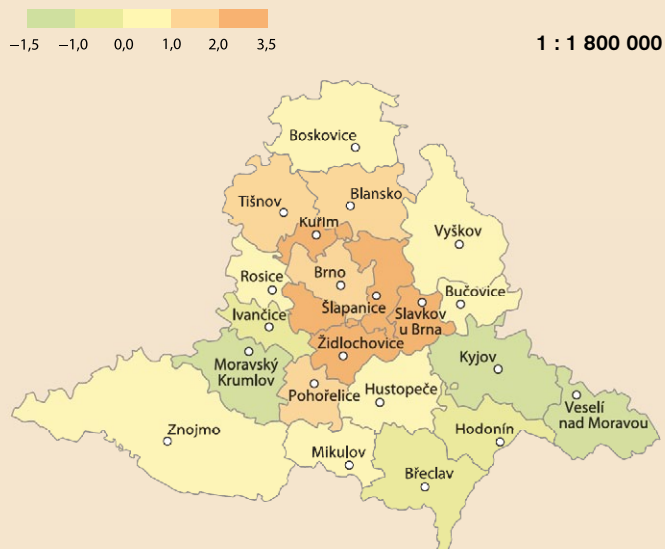 −1,5 −1,0 0,0 1,0 2,0 3,5
1 : 1 800 000
Boskovice
Tišnov
Blansko
Kuřim
Vyškov
Rosice
Brno
Bučovice
Šlapanice
Slavkov
u Brna
Ivančice
Židlochovice
Moravský
Krumlov
Kyjov
Pohořelice
Hustopeče
Veselí
nad Moravou
Znojmo
Hodonín
Mikulov
Břeclav